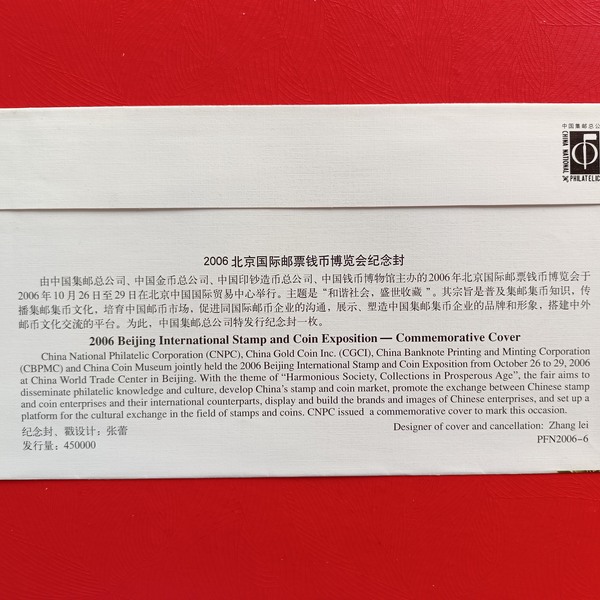 中国集邮总公
CHINA NATIONAL
PHILATELIC
2006 北京国际邮票钱币博览会纪念封
由中国集邮总公司、中国金币总公司、中国印钞造币总公司、中国钱币博物馆主办的2006年北京国际邮票钱币博览会于
2006年10月26日至29日在北京中国国际贸易中心举行。主题是“和谐社会，盛世收藏”。其宗旨是普及集邮集币知识，传
播集邮集币文化，培育中国邮币市场，促进同国际邮币企业的沟通，展示、塑造中国集邮集币企业的品牌和形象，搭建中外
邮币文化交流的平台。为此，中国集邮总公司特发行纪念封一枚。
2006 Beijing International Stamp and Coin Exposition — Commemorative Cover
China National Philatelic Corporation (CNPC), China Gold Coin Inc. (CGCI), China Banknote Printing and Minting Corporation
(CBPMC) and China Coin Museum jointly held the 2006 Beijing International Stamp and Coin Exposition from October 26 to 29, 2006
at China World Trade Center in Beijing. With the theme of “Harmonious Society, Collections in Prosperous Age”, the fair aims to
disseminate philatelic knowledge and culture, develop China's stamp and coin market, promote the exchange between Chinese stamp
and coin enterprises and their international counterparts, display and build the brands and images of Chinese enterprises, and set up a
platform for the cultural exchange in the field of stamps and coins. CNPC issued a commemorative cover to mark this occasion.
纪念封、戳设计：张蕾
Designer of cover and cancellation: Zhang lei
发行量：450000
PFN2006-6